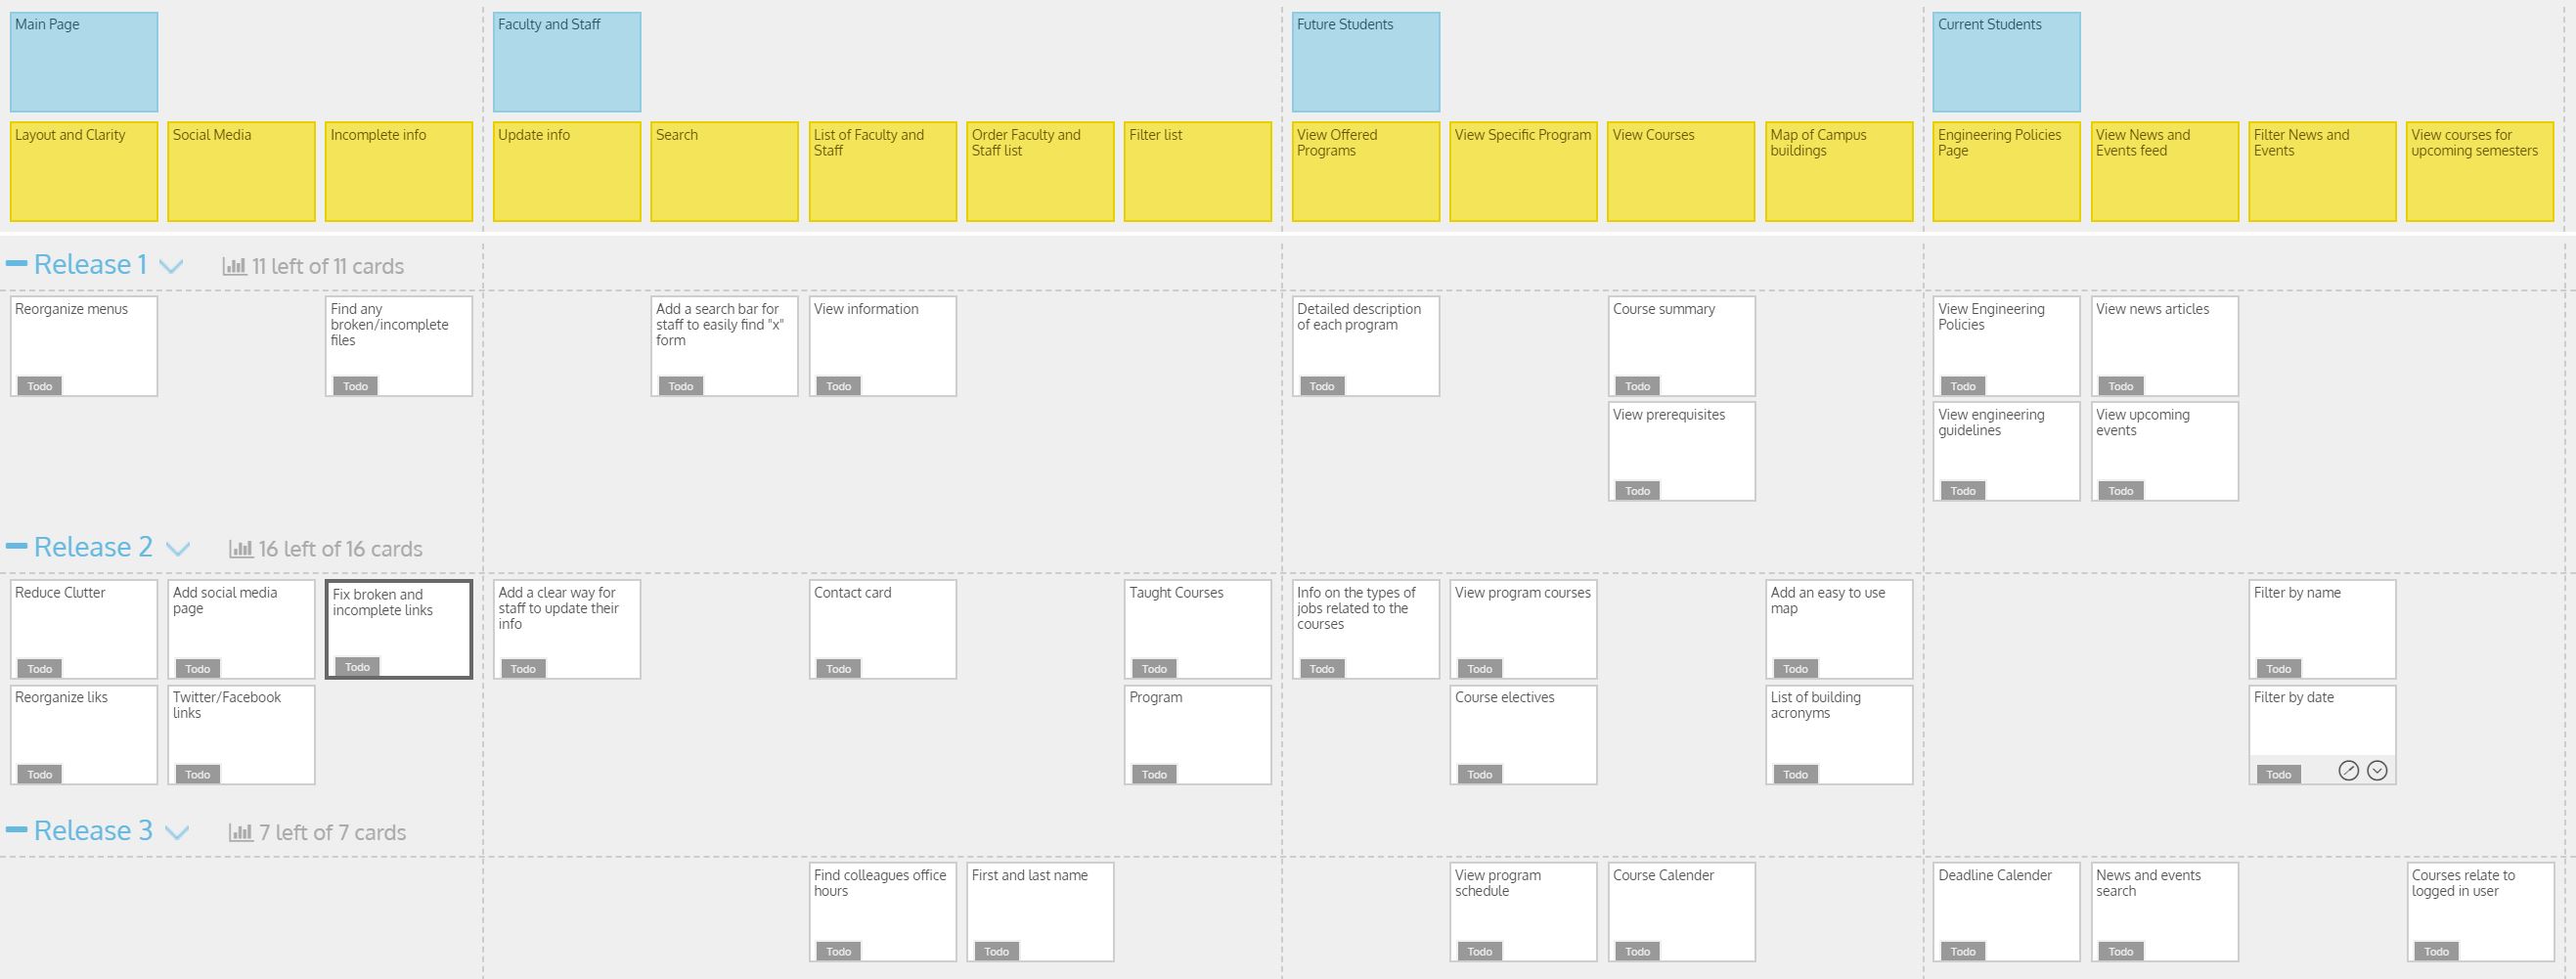 Main Page
Faculty and Staff
Future Students
Current Students
Layout and Clarity
Social Media
Incomplete info
Update info
Search
List of Faculty and
Staff
Order Faculty and
Staff list
Filter list
View Offered
Programs
View Specific Program
View Courses
Map of Campus
buildings
Engineering Policies
Page
View News and
Events feed
Filter News and
Events
View courses for
upcoming semesters
Release 1
11 left of 11 cards
Reorganize menus
Todo
Find any
broken/incomplete
files
Todo
Add a search bar for
staff to easily find "x"
form
Todo
View information
Todo
Detailed description
of each program
Todo
Course summary
Todo
View Engineering
Policies
Todo
View news articles
Todo
View prerequisites
Todo
View engineering
guidelines
Todo
View upcoming
events
Todo
Release 2
16 left of 16 cards
Reduce Clutter
Todo
Add social media
page
Todo
Fix broken and
incomplete links
Todo
Add a clear way for
staff to update their
info
Todo
Contact card
Todo
Taught Courses
Todo
Info on the types of
jobs related to the
courses
Todo
View program courses
Todo
Add an easy to use
map
Todo
Filter by name
Todo
Reorganize liks
Todo
Twitter/Facebook
links
Todo
Program
Todo
Course electives
Todo
List of building
acronyms
Todo
Filter by date
Todo
Release 3
7 left of 7 cards
Find colleagues office
hours
Todo
First and last name
Todo
View program
schedule
Todo
Course Calender
Todo
Deadline Calender
Todo
News and events
search
Todo
Courses relate to
logged in user
Todo